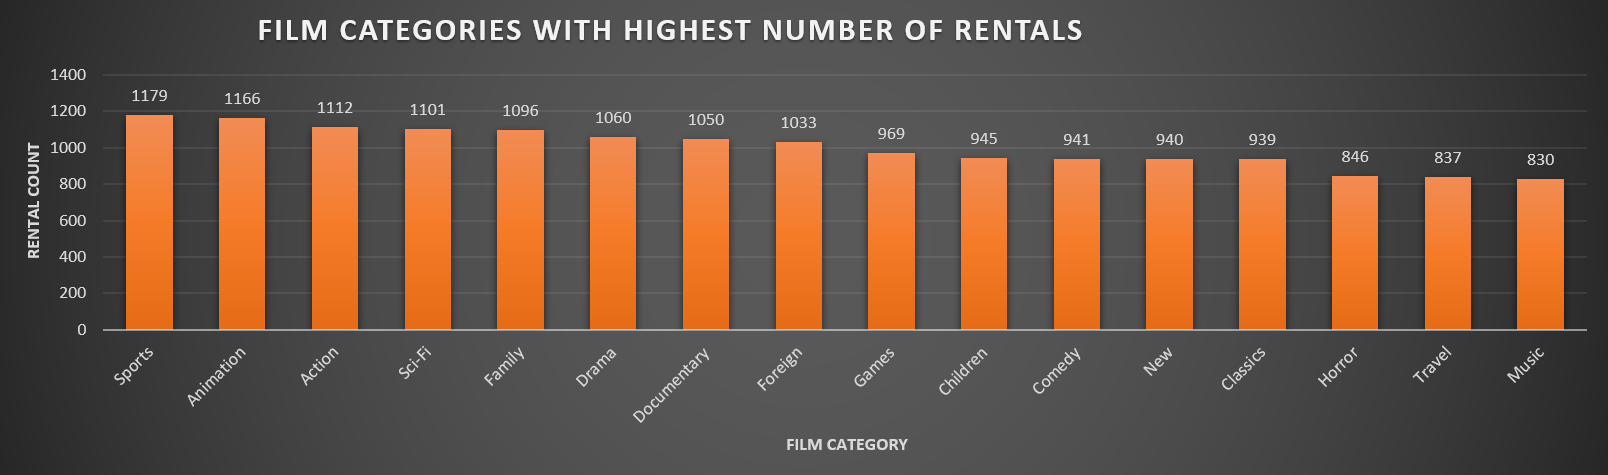 FILM CATEGORIES WITH HIGHEST NUMBER OF RENTALS
RENTAL COUNT
1400
1200
1000
800
600
400
200
0
1179 1166 1112 1101 1096 1060 1050 1033 969 945 941 940 939 846 837 830
Sports Animation Action Sci-Fi Family Drama Documentary Foreign Games Children Comedy New Classics Horror Travel Music
FILM CATEGORY